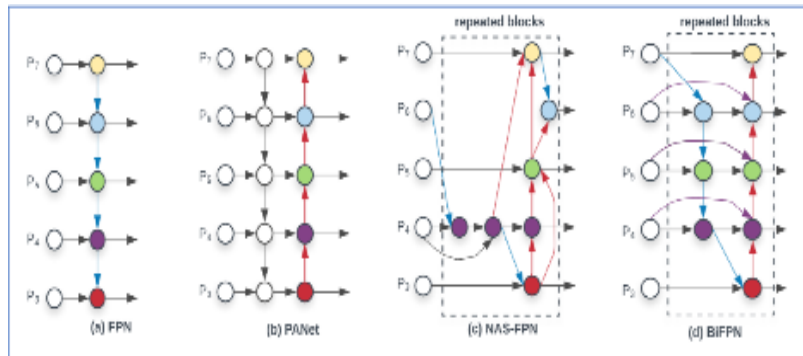 repeated blocks
repeated blocks
P7
P6
P5
P4
P3
(a) FPN
P7
P6
P5
P4
P3
(b) PANet
P7
P6
P5
P4
P3
(c) NAS-FPN
P7
P6
P5
P4
P3
(d) BiFPN